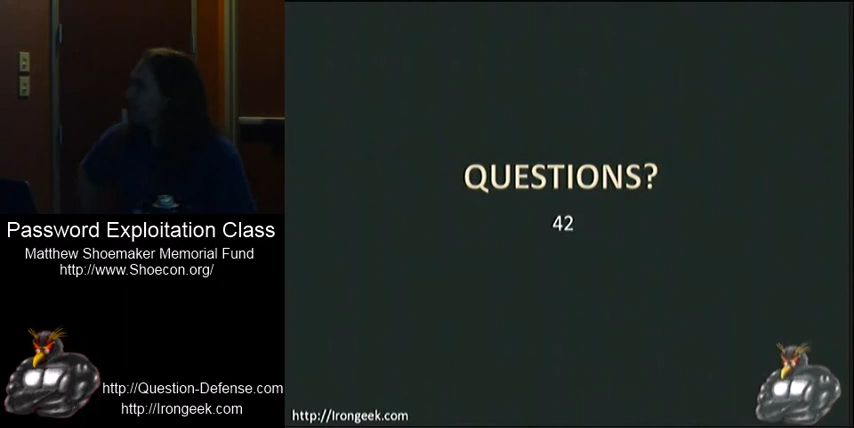 Password Exploitation Class
Matthew Shoemaker Memorial Fund
http://www.Shoecon.org/
http://Question-Defense.com
http://Irongeek.com
QUESTIONS?
42
http://Irongeek.com